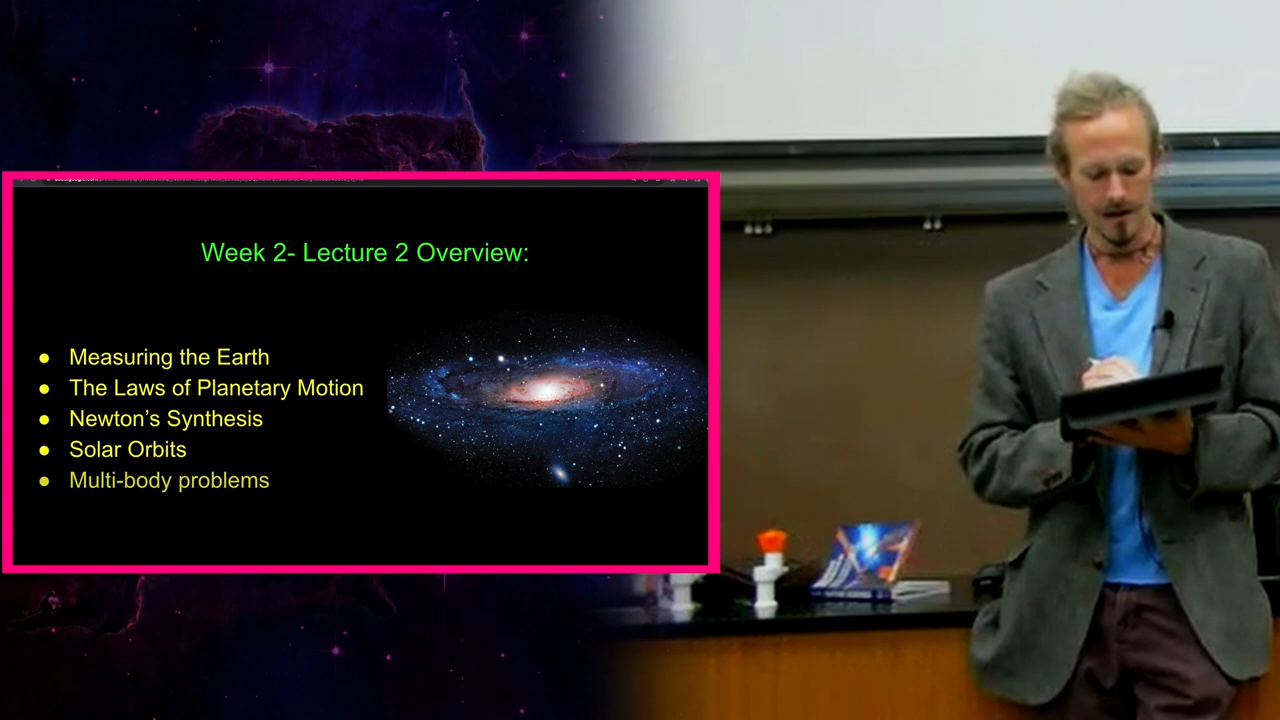 Week 2- Lecture 2 Overview:
● Measuring the Earth
● The Laws of Planetary Motion
● Newton’s Synthesis
● Solar Orbits
● Multi-body problems